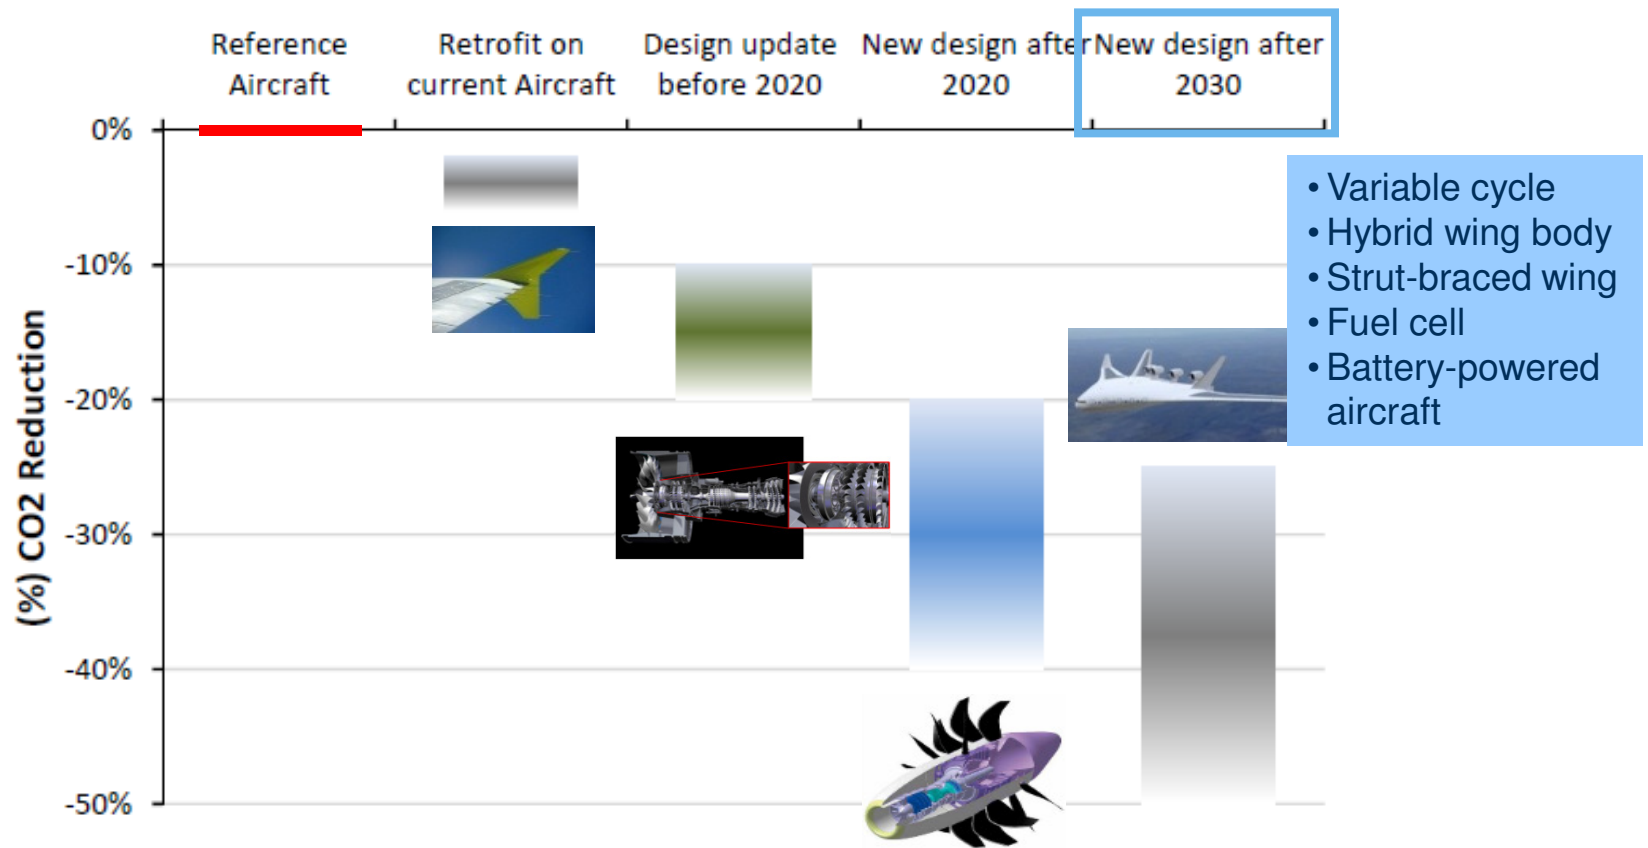 Reference
Aircraft
Retrofit on
current Aircraft
Design update
before 2020
New design after
2020
New design after
2030
0%
-10%
-20%
-30%
-40%
-50%
(%) CO2 Reduction
• Variable cycle
• Hybrid wing body
• Strut-braced wing
• Fuel cell
• Battery-powered
aircraft